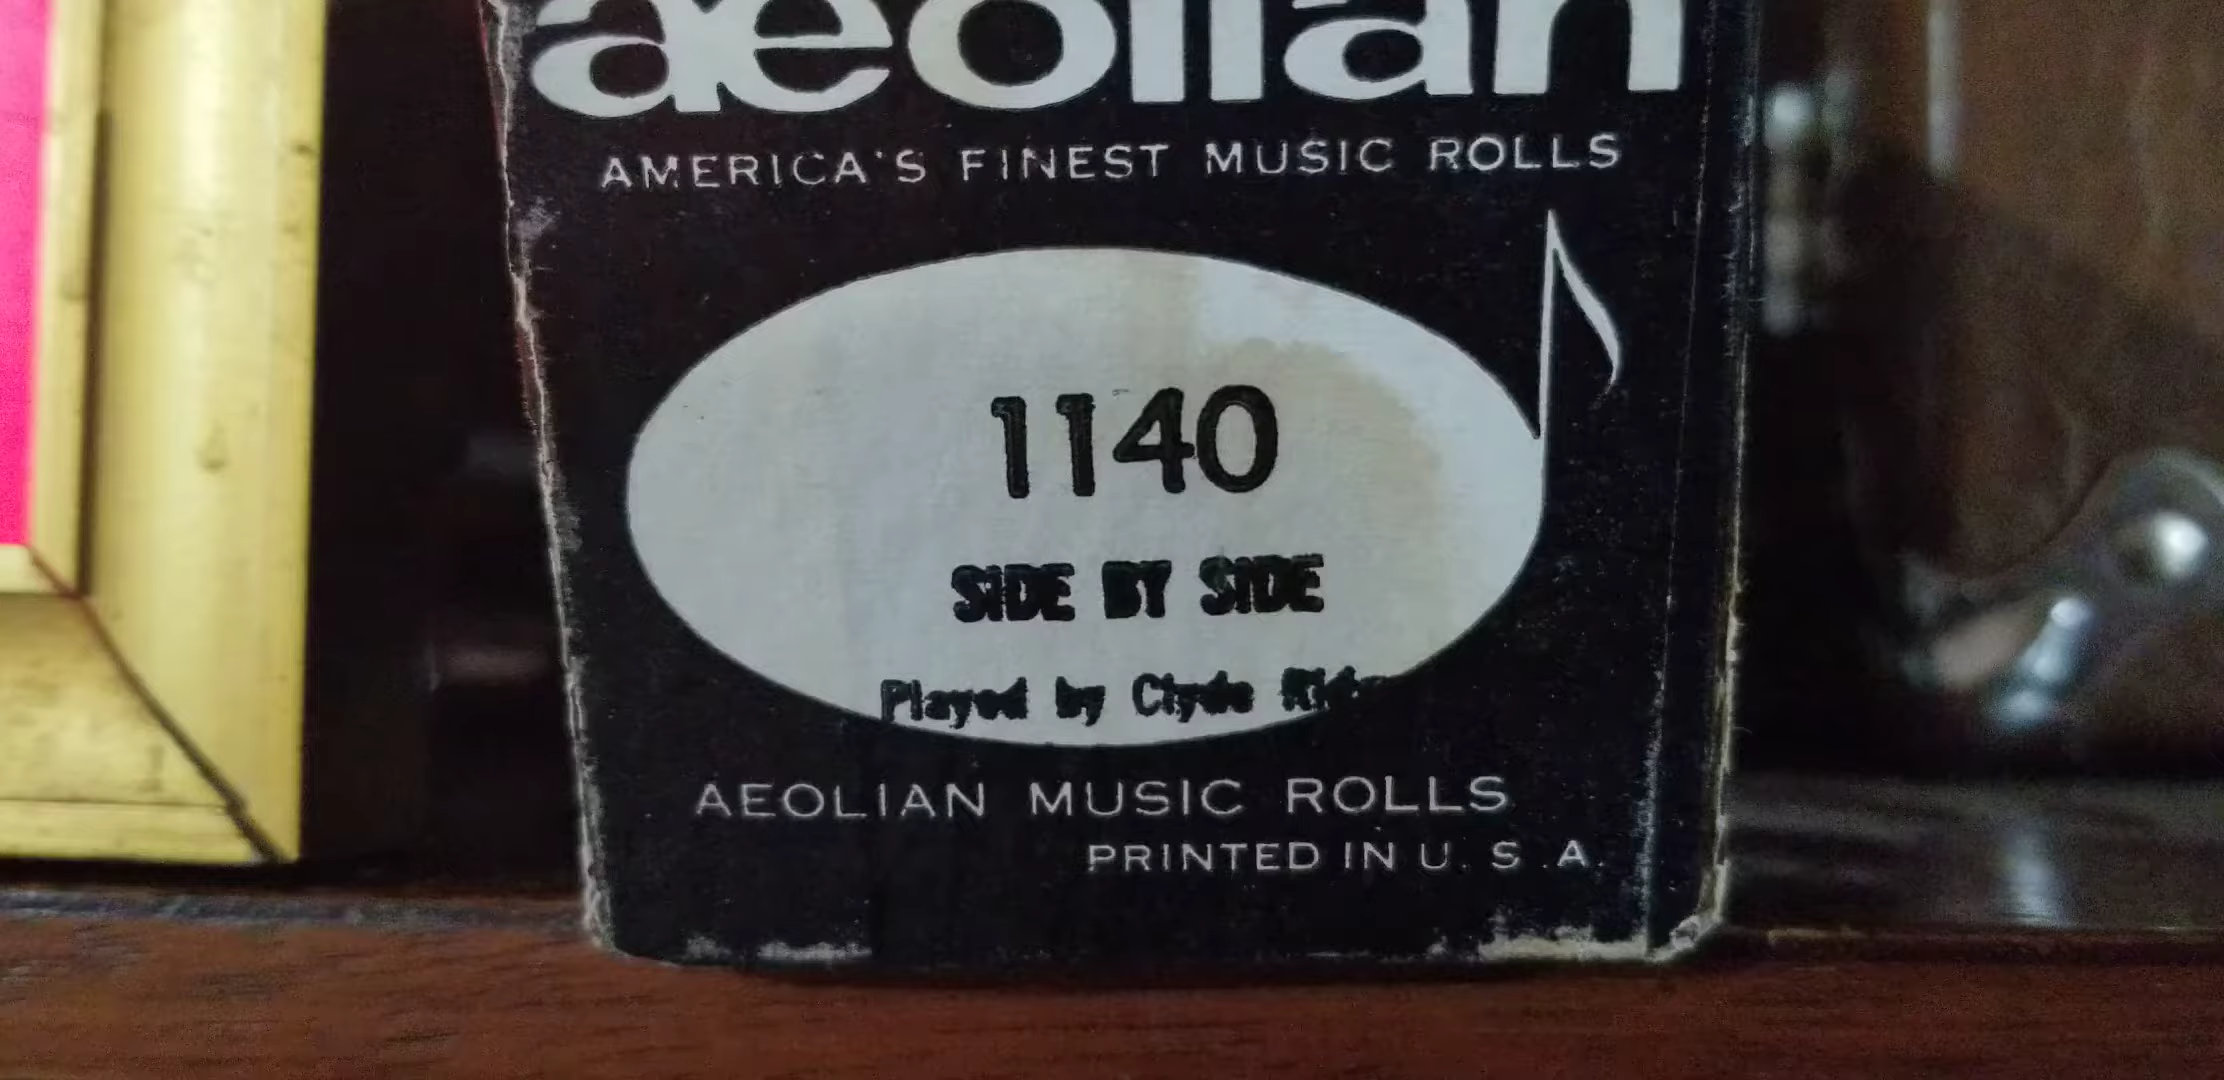 aeolian
AMERICA'S FINEST MUSIC ROLLS
1140
SIDE BY SIDE
Played by Clyde
AEOLIAN MUSIC ROLLS
PRINTED IN U. S .A.